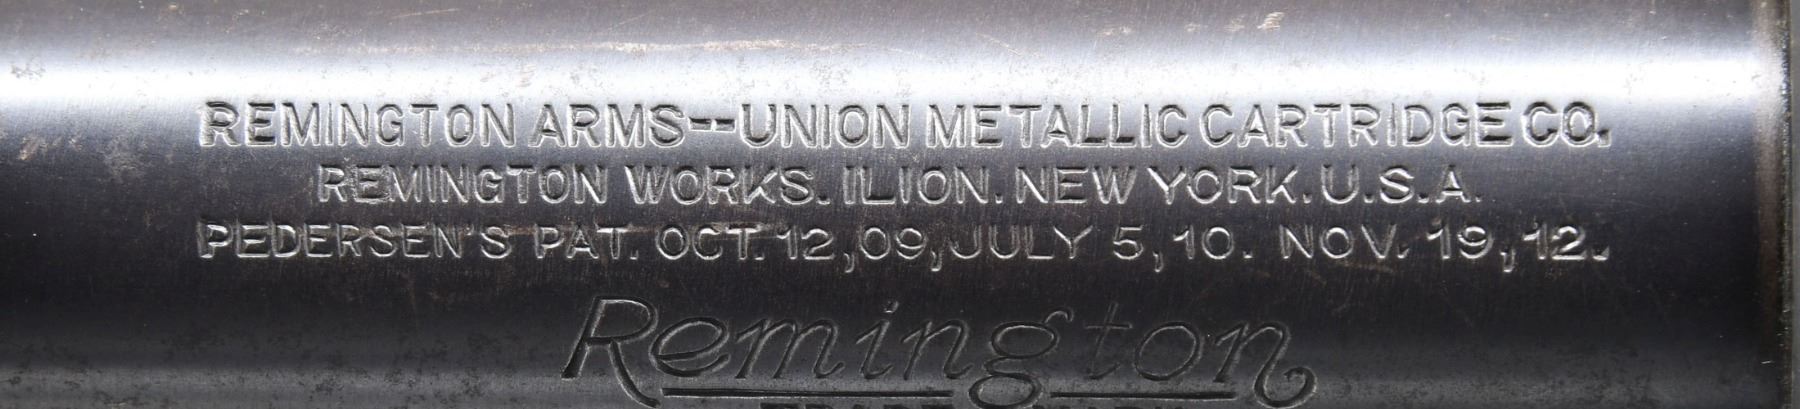 REMINGTON ARMS--UNION METALLIC CARTRIDGE CO.
REMINGTON WORKS. ILION. NEW YORK. U.S.A.
PEDERSEN'S PAT. OCT. 12,09, JULY 5,10. NOV. 19,12.
Remington